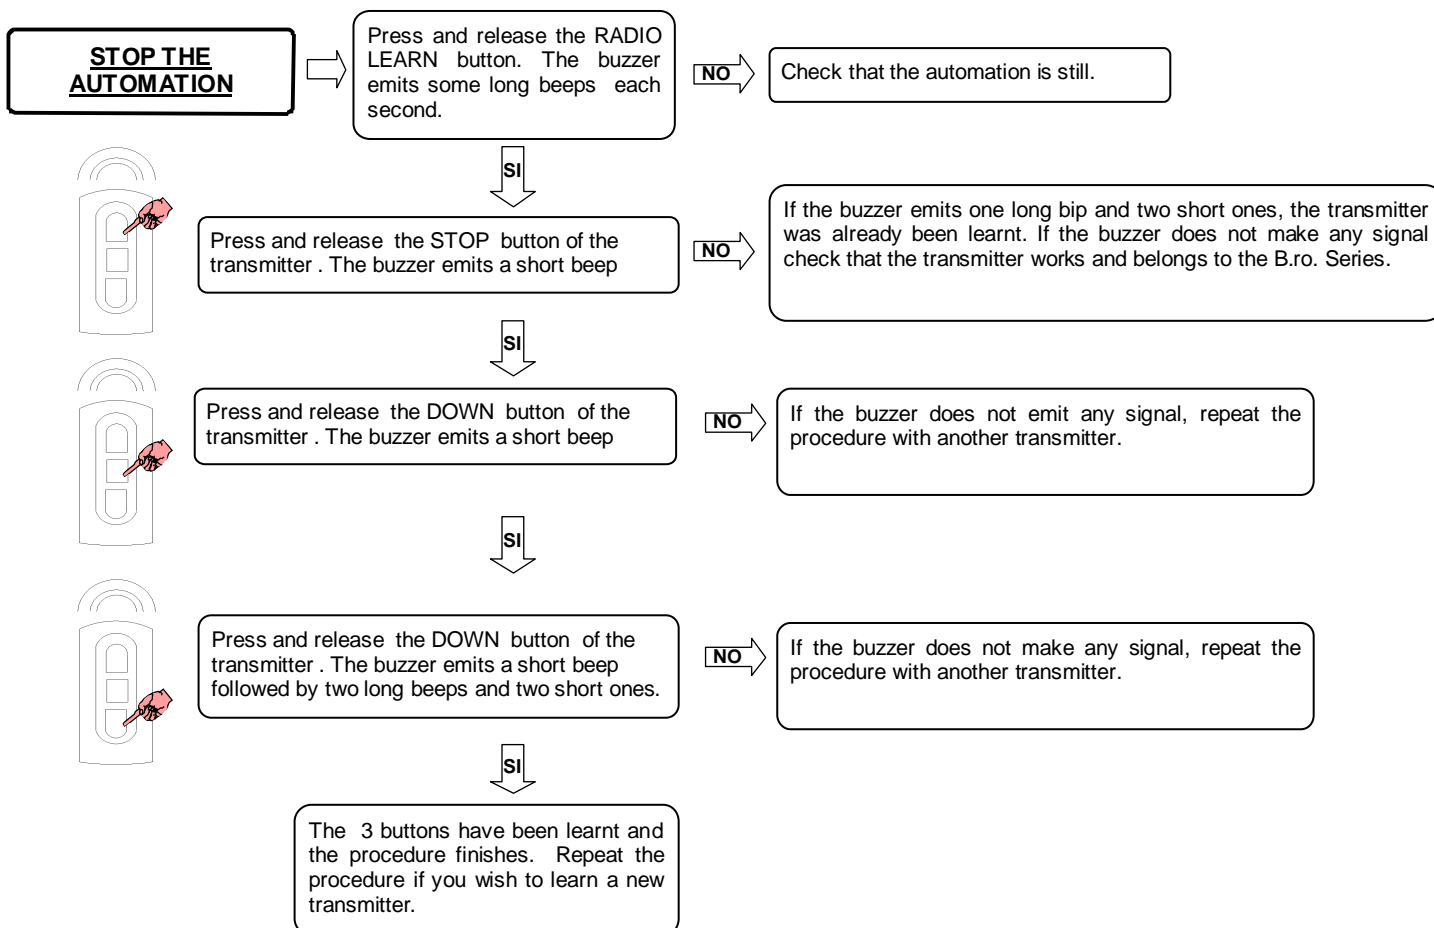 STOP THE
AUTOMATION
Press and release the RADIO
LEARN button. The buzzer
emits some long beeps each
second.
NO
Check that the automation is still.
SI
Press and release the STOP button of the
transmitter . The buzzer emits a short beep
NO
If the buzzer emits one long bip and two short ones, the transmitter
was already been learnt. If the buzzer does not make any signal
check that the transmitter works and belongs to the B.ro. Series.
SI
Press and release the DOWN button of the
transmitter . The buzzer emits a short beep
NO
If the buzzer does not emit any signal, repeat the
procedure with another transmitter.
SI
Press and release the DOWN button of the
transmitter . The buzzer emits a short beep
followed by two long beeps and two short ones.
NO
If the buzzer does not make any signal, repeat the
procedure with another transmitter.
SI
The 3 buttons have been learnt and
the procedure finishes. Repeat the
procedure if you wish to learn a new
transmitter.